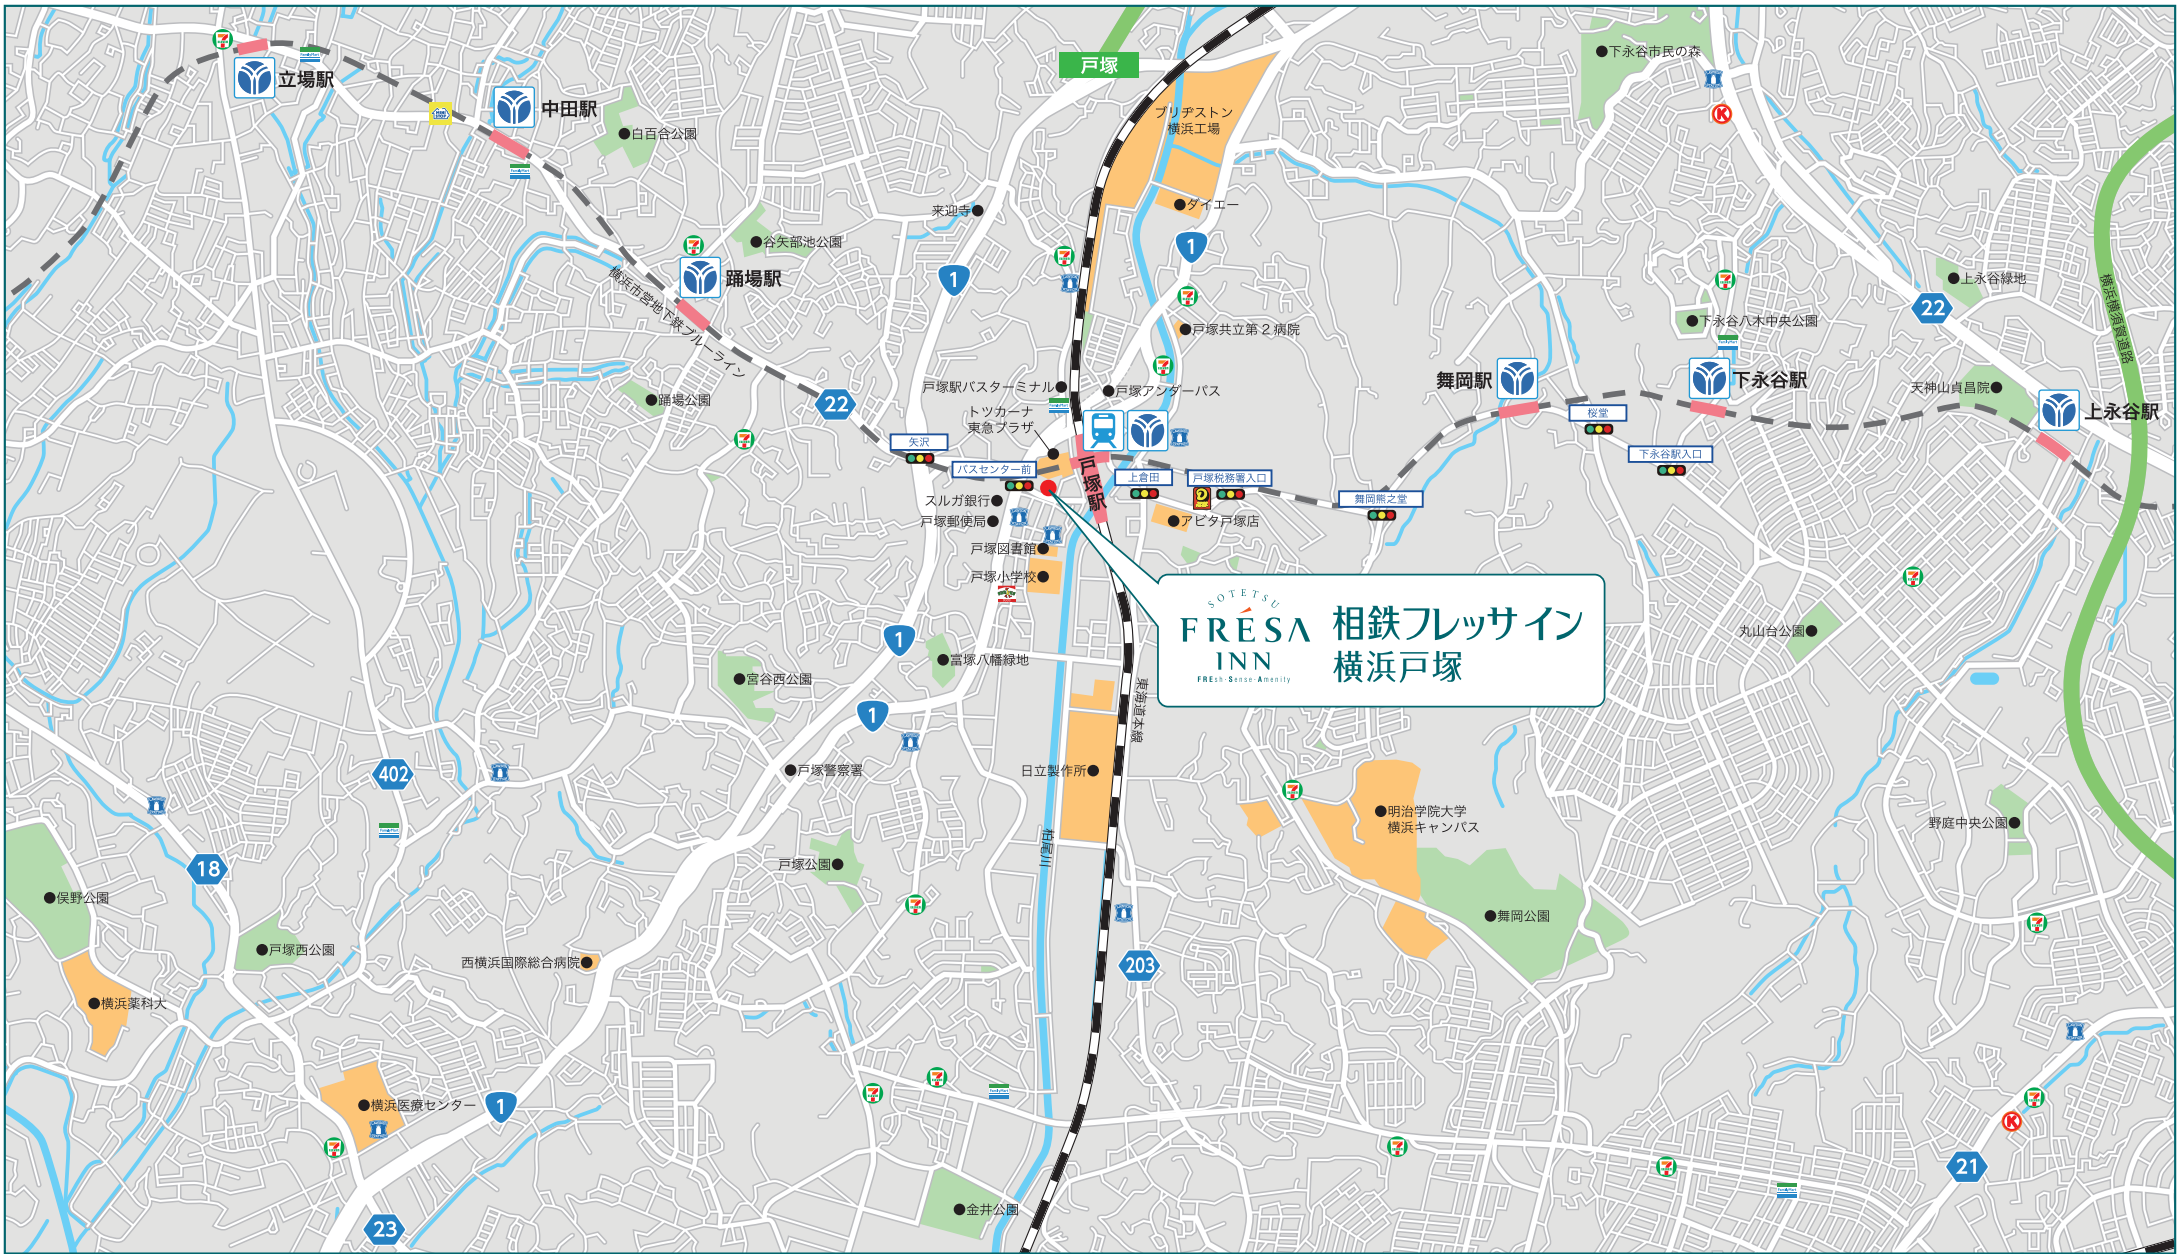 立場駅
中田駅
戸塚
ブリヂストン
横浜工場
下永谷市民の森
白百合公園
来迎寺
ダイエー
谷矢部池公園
1
1
踊場駅
横浜市営地下鉄ブルーライン
上永谷緑地
22
横浜横須賀道路
下永谷八木中央公園
戸塚共立第2病院
戸塚駅バスターミナル
戸塚アンダーパス
舞岡駅
下永谷駅
天神山貞昌院
上永谷駅
踊場公園
22
トツカーナ
東急プラザ
桜堂
矢沢
バスセンター前
戸塚駅
上倉田
戸塚税務署入口
下永谷駅入口
舞岡熊之堂
スルガ銀行
戸塚郵便局
アピタ戸塚店
戸塚図書館
戸塚小学校
SOTETSU
FRÉSA
INN
FREsh·Sense·Amenity
相鉄フレッサイン
横浜戸塚
1
丸山台公園
富塚八幡緑地
宮谷西公園
東海道本線
1
402
戸塚警察署
日立製作所
明治学院大学
横浜キャンパス
野庭中央公園
柏尾川
18
戸塚公園
俣野公園
舞岡公園
戸塚西公園
西横浜国際総合病院
203
横浜薬科大
横浜医療センター
1
21
金井公園
23